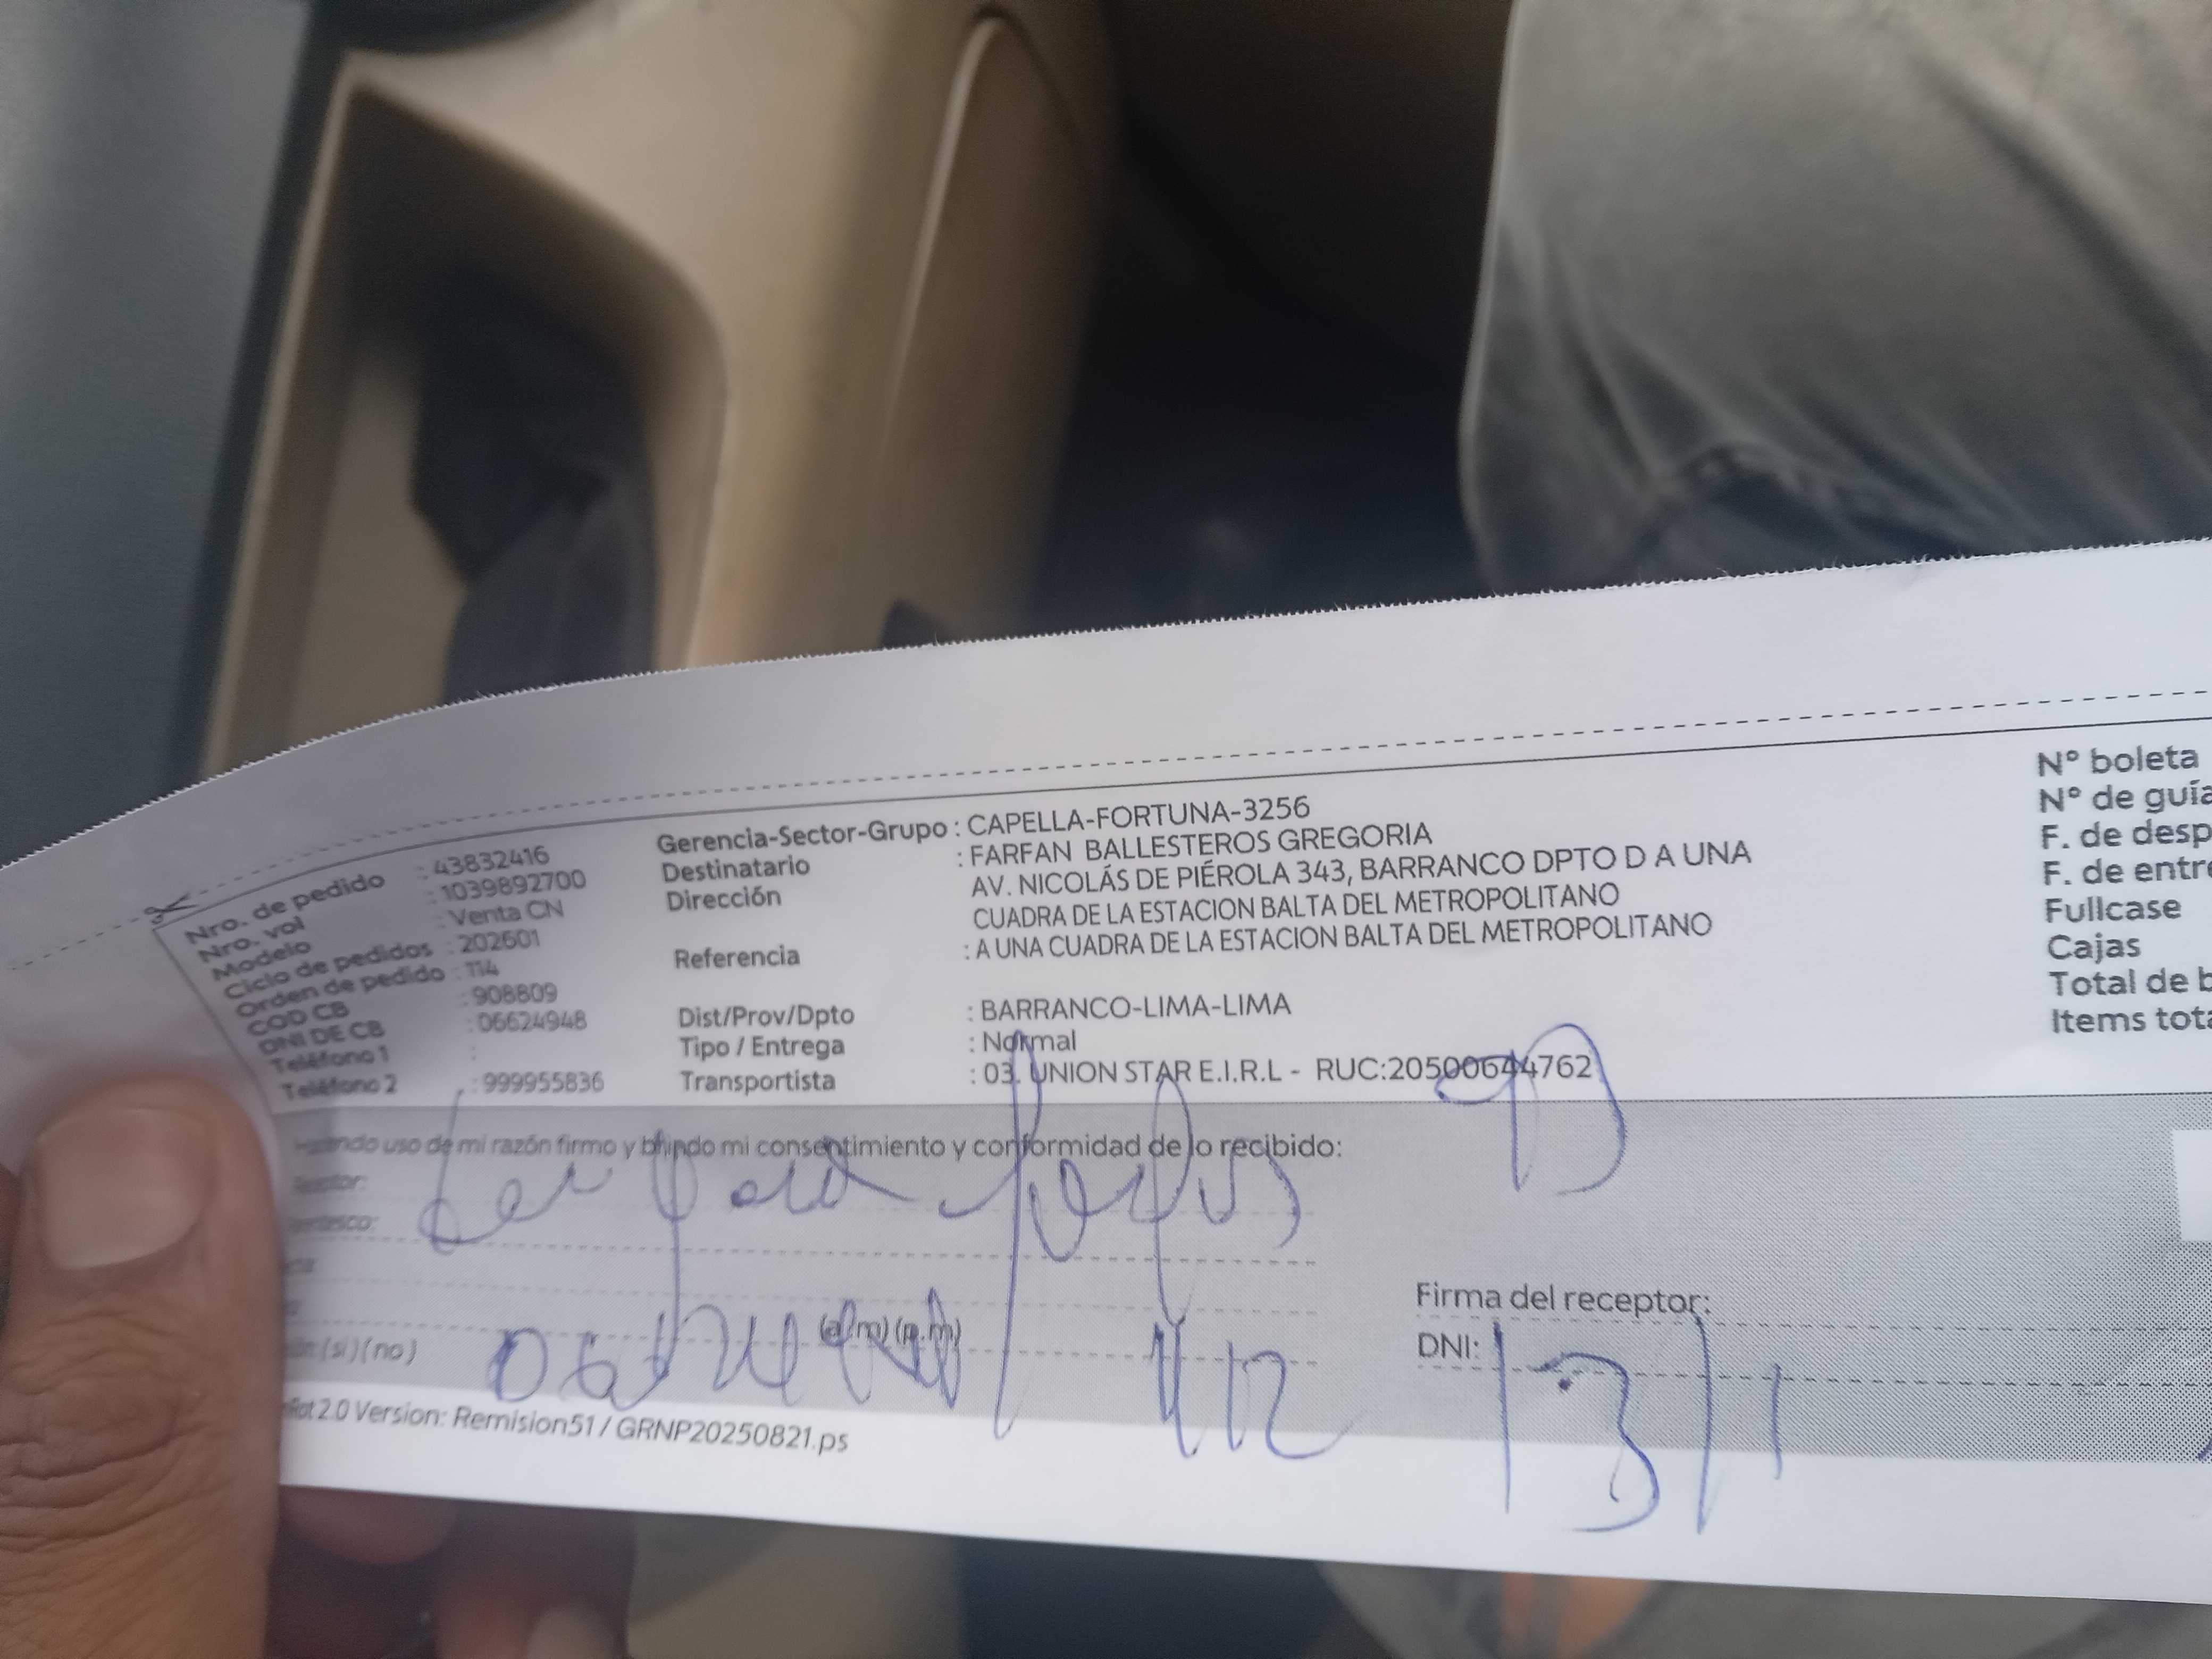 Nro. de pedido : 43832416
Nro. vol : 1039892700
Modelo : Venta CN
Ciclo de pedidos : 202601
Orden de pedido : 114
COD CB : 908809
DNI DE CB : 06624948
Teléfono 1 :
Teléfono 2 : 999955836
Gerencia-Sector-Grupo : CAPELLA-FORTUNA-3256
Destinatario : FARFAN BALLESTEROS GREGORIA
Dirección AV. NICOLÁS DE PIÉROLA 343, BARRANCO DPTO D A UNA
CUADRA DE LA ESTACION BALTA DEL METROPOLITANO
Referencia : A UNA CUADRA DE LA ESTACION BALTA DEL METROPOLITANO
Dist/Prov/Dpto : BARRANCO-LIMA-LIMA
Tipo / Entrega : Normal
Transportista : 03. UNION STAR E.I.R.L - RUC:20500644762
Nº boleta
Nº de guía
F. de desp
F. de entre
Fullcase
Cajas
Total de b
Items tota
uso de mi razón firmo y brindo mi consentimiento y conformidad de lo recibido:
(a.m) (p.m)
(si) (no)
Firma del receptor:
DNI:
13/1
2.0 Version: Remision51 / GRNP20250821.ps